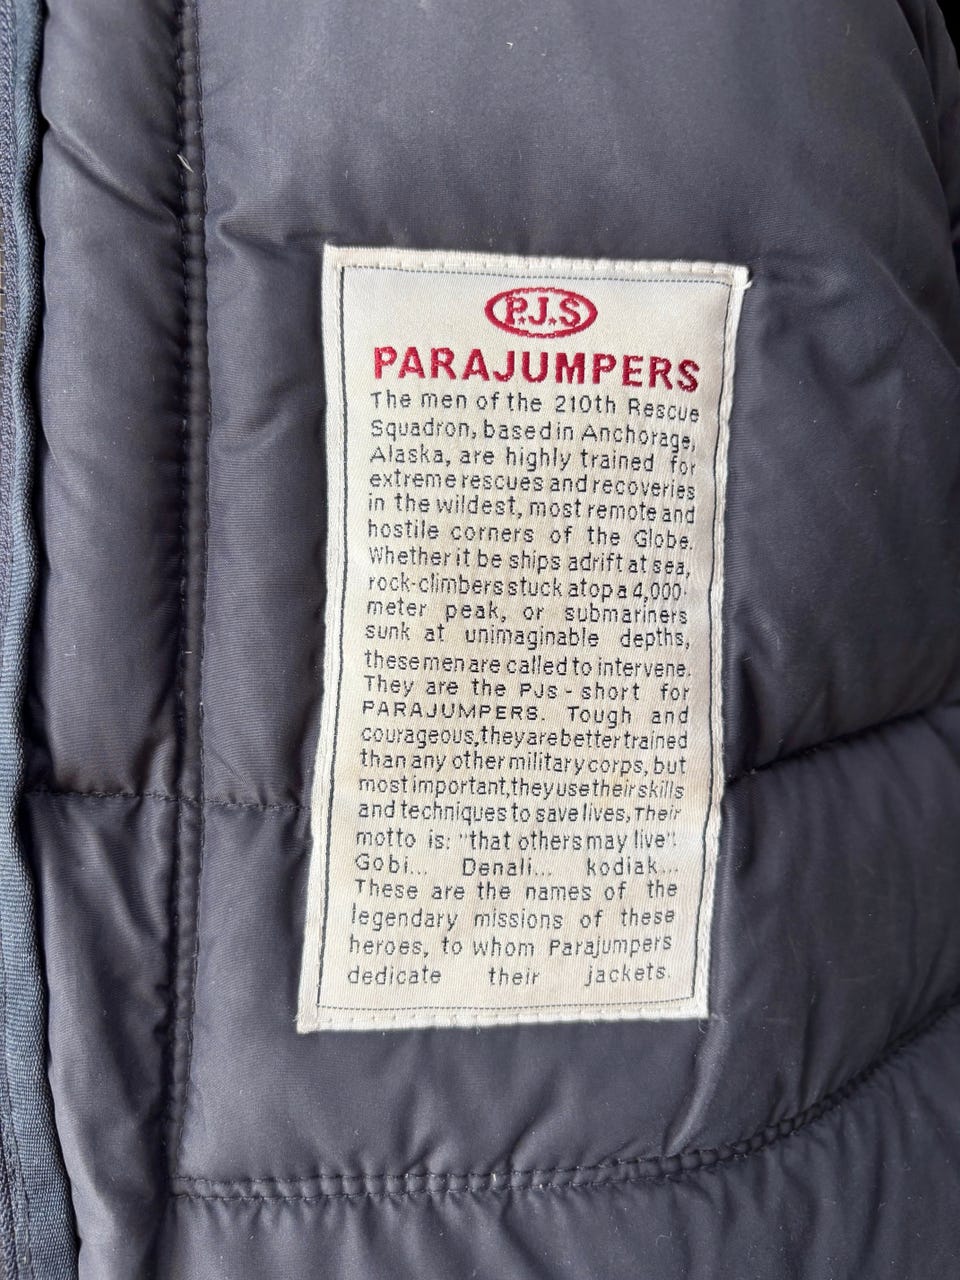 P.J.S
PARAJUMPERS
The men of the 210th Rescue
Squadron, based in Anchorage,
Alaska, are highly trained for
extreme rescues and recoveries
in the wildest, most remote and
hostile corners of the Globe.
Whether it be ships adrift at sea,
rock-climbers stuck atop a 4,000-
meter peak, or submariners
sunk at unimaginable depths,
these men are called to intervene.
They are the PJs - short for
PARAJUMPERS. Tough and
courageous, they are better trained
than any other military corps, but
most important, they use their skills
and techniques to save lives, Their
motto is: "that others may live".
Gobi... Denali... kodiak...
These are the names of the
legendary missions of these
heroes, to whom Parajumpers
dedicate their jackets.